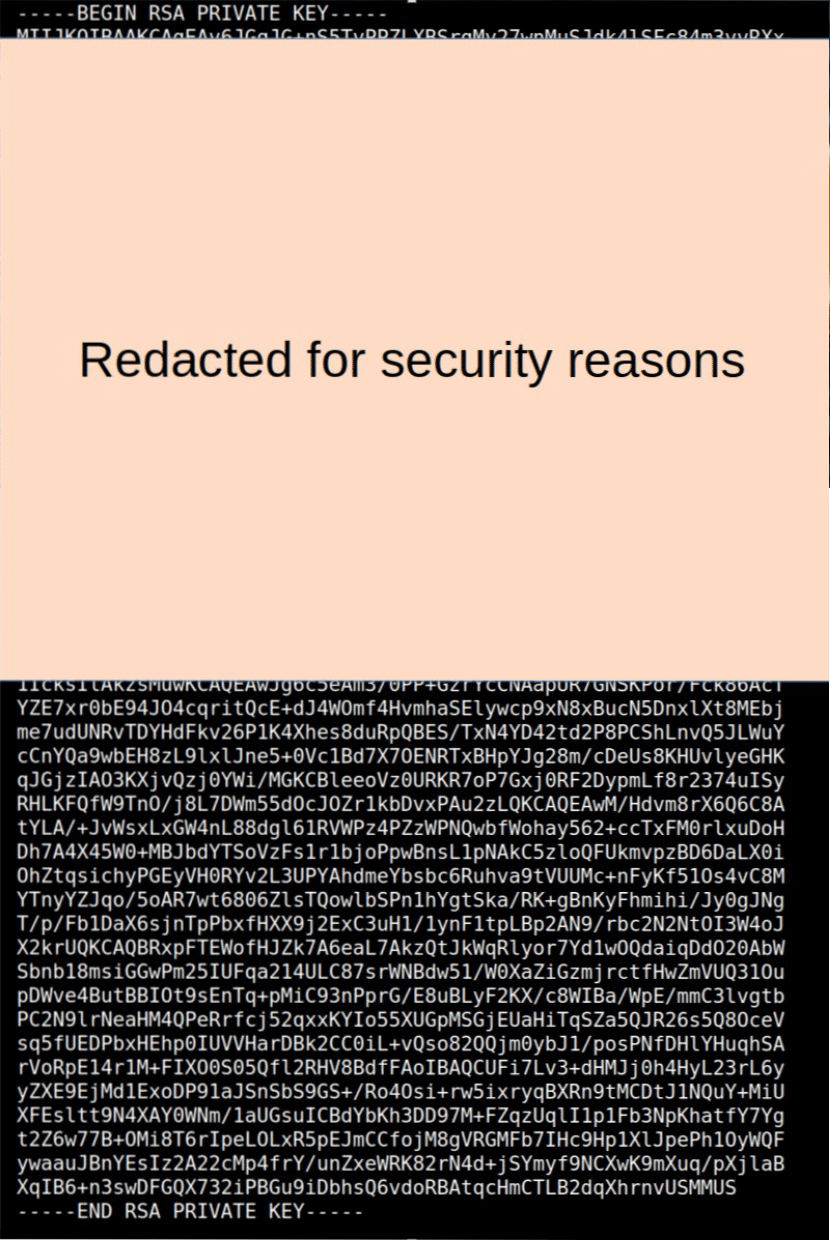 -----BEGIN RSA PRIVATE KEY-----
Redacted for security reasons
YZE7xr0bE94JO4cqritQcE+dJ4WOmf4HvmhaSElywcp9xN8xBucN5DnxlXt8MEbj
me7udUNRvTDYHdFkv26P1K4Xhes8duRpQBES/TxN4YD42td2P8PCShLnvQ5JLWuY
cCnYQa9wbEH8zL9lxlJne5+0Vc1Bd7X7OENRTxBHpYJg28m/cDeUs8KHUvlyeGHK
qJGjzIAO3KXjvQzj0YWi/MGKCBleeoVz0URKR7oP7Gxj0RF2DypmLf8r2374uISy
RHLKFQfW9TnO/j8L7DWm55dOcJOZr1kbDvxPAu2zLQKCAQEAwM/Hdvm8rX6Q6C8A
tYLA/+JvWsxLxGW4nL88dgl61RVWPz4PZzWPNQwbfWohay562+ccTxFM0rlxuDoH
Dh7A4X45W0+MBJbdYTSoVzFs1r1bjoPpwBnsL1pNAkC5zloQFUkmvpzBD6DaLX0i
OhZtqsichyPGEyVH0RYv2L3UPYAhdmeYbsbc6Ruhva9tVUUMc+nFyKf51Os4vC8M
YTnyYZJqo/5oAR7wt6806ZlsTQowlbSPn1hYgtSka/RK+gBnKyFhmihi/Jy0gJNg
T/p/Fb1DaX6sjnTpPbxfHXX9j2ExC3uH1/1ynF1tpLBp2AN9/rbc2N2NtOI3W4oJ
X2krUQKCAQBRxpFTEWofHJZk7A6eaL7AkzQtJkWqRlyor7Yd1wOQdaiqDdO20AbW
Sbnb18msiGGwPm25IUFqa214ULC87srWNBdw51/W0XaZiGzmjrctfHwZmVUQ31Ou
pDWve4ButBBIOt9sEnTq+pMiC93nPprG/E8uBLyF2KX/c8WIBa/WpE/mmC3lvgtb
PC2N9lrNeaHM4QPeRrfcj52qxxKYIo55XUGpMSGjEUaHiTqSZa5QJR26s5Q8OceV
sq5fUEDPbxHEhp0IUVVHarDBk2CC0iL+vQso82QQjm0ybJ1/posPNfDHlYHuqhSA
rVoRpE14r1M+FIXO0S05Qfl2RHV8BdfFAoIBAQCUFi7Lv3+dHMJj0h4HyL23rL6y
yZXE9EjMd1ExoDP91aJSnSbS9GS+/Ro4Osi+rw5ixryqBXRn9tMCDtJ1NQuY+MiU
XFEsltt9N4XAY0WNm/1aUGsuICBdYbKh3DD97M+FZqzUqlI1p1Fb3NpKhatfY7Yg
t2Z6w77B+OMi8T6rIpeLOLxR5pEJmCCfojM8gVRGMFb7IHc9Hp1XlJpePh1OyWQF
ywaauJBnYEsIz2A22cMp4frY/unZxeWRK82rN4d+jSYmyf9NCXwK9mXuq/pXjlaB
XqIB6+n3swDFGQX732iPBGu9iDbhsQ6vdoRBAtqcHmCTLB2dqXhrnvUSMMUS
-----END RSA PRIVATE KEY-----